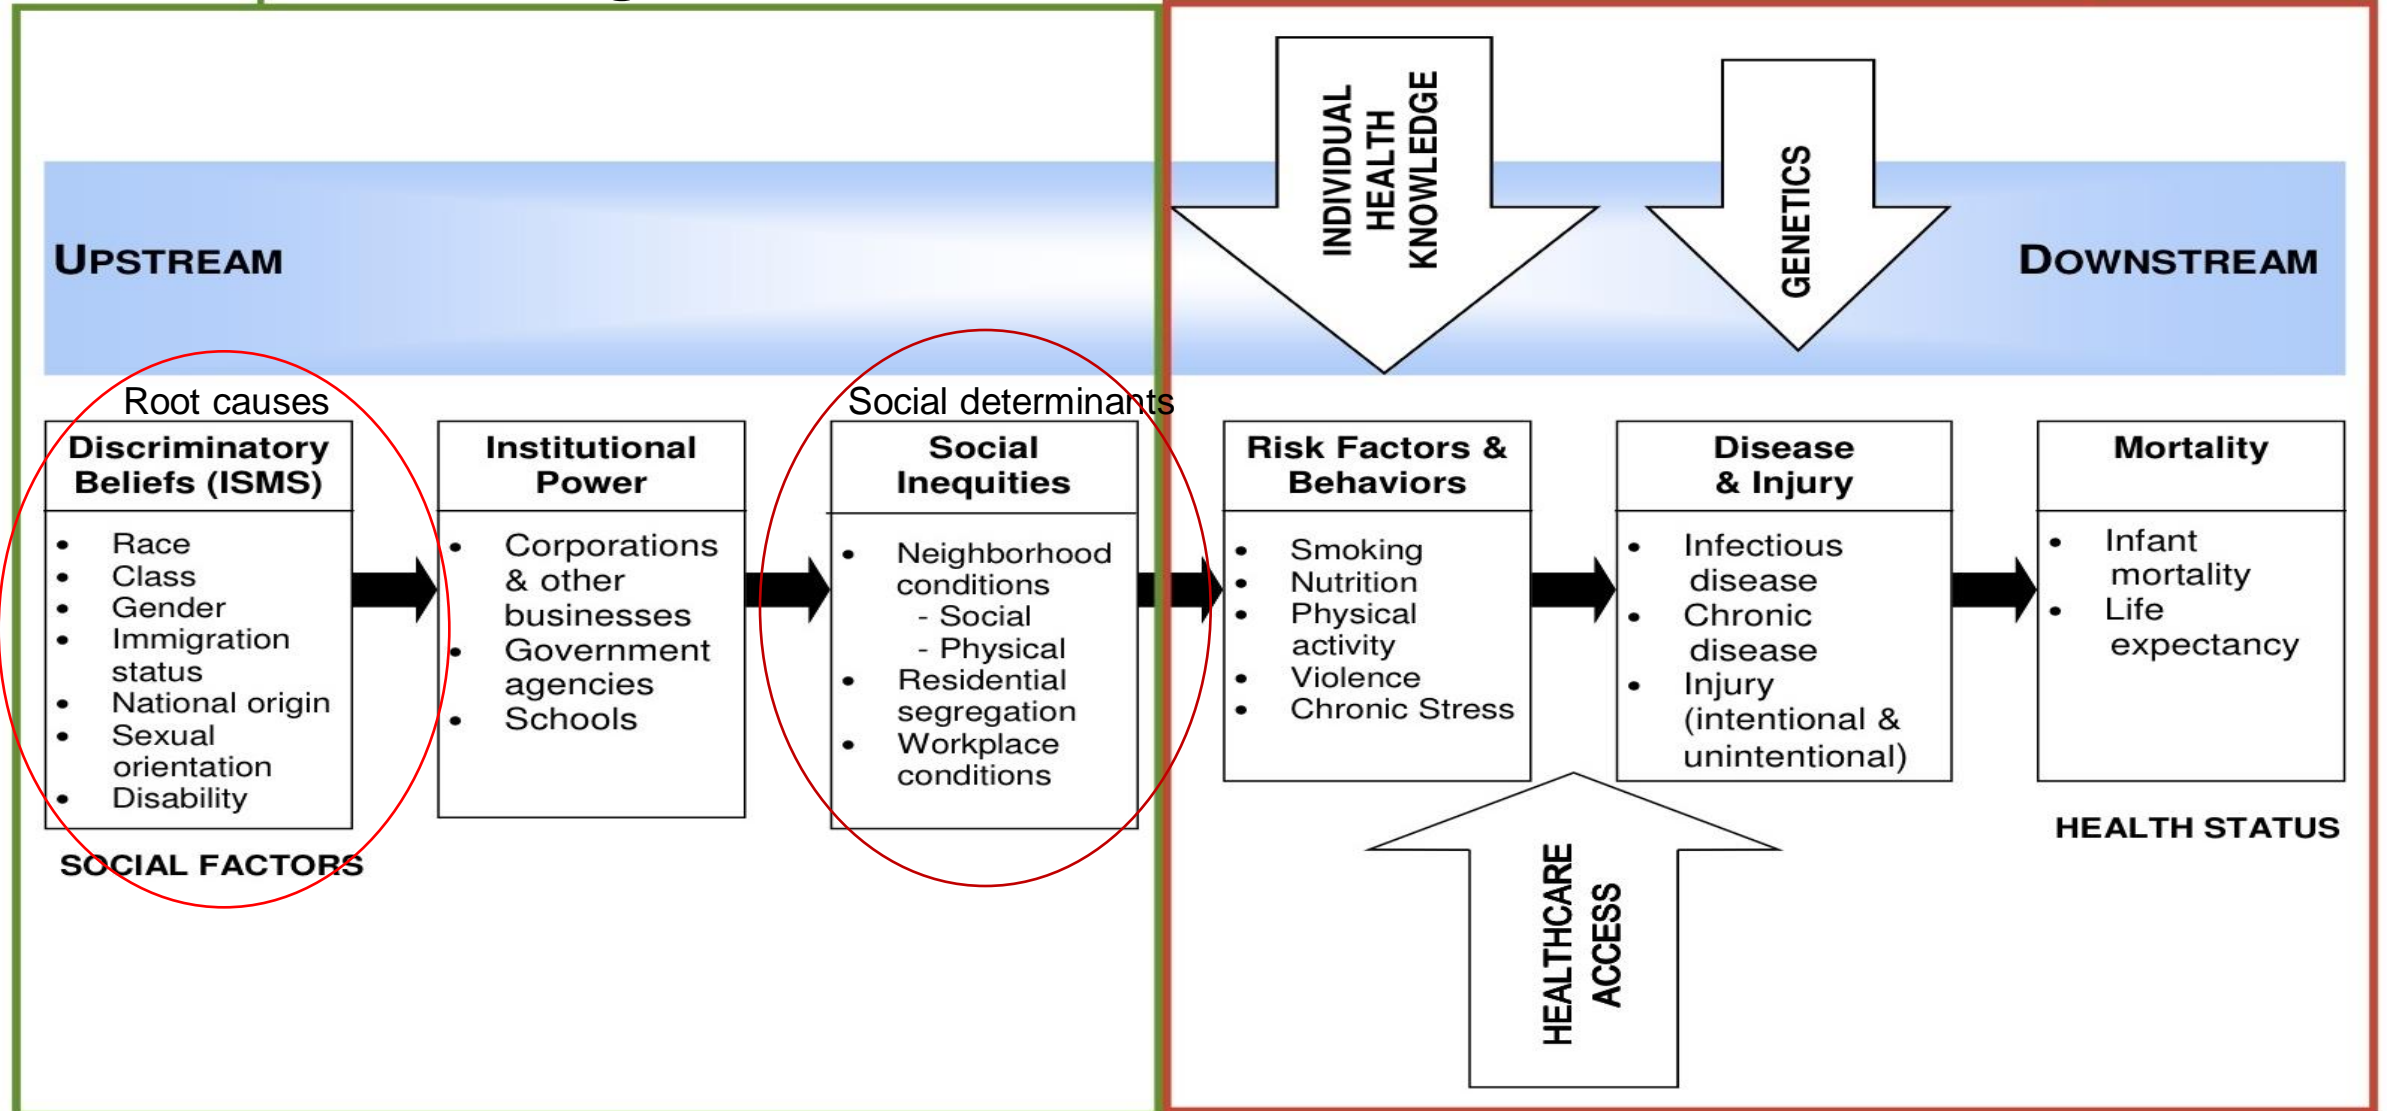 INDIVIDUAL
HEALTH
KNOWLEDGE
GENETICS
UPSTREAM
DOWNSTREAM
Root causes
Social determinants
Discriminatory
Beliefs (ISMS)
• Race
• Class
• Gender
• Immigration
status
• National origin
• Sexual
orientation
• Disability
SOCIAL FACTORS
Institutional
Power
• Corporations
& other
businesses
• Government
agencies
• Schools
Social
Inequities
• Neighborhood
conditions
- Social
- Physical
• Residential
segregation
• Workplace
conditions
Risk Factors &
Behaviors
• Smoking
• Nutrition
• Physical
activity
• Violence
• Chronic Stress
Disease
& Injury
• Infectious
disease
• Chronic
disease
• Injury
(intentional &
unintentional)
Mortality
• Infant
mortality
• Life
expectancy
HEALTH STATUS
HEALTHCARE
ACCESS